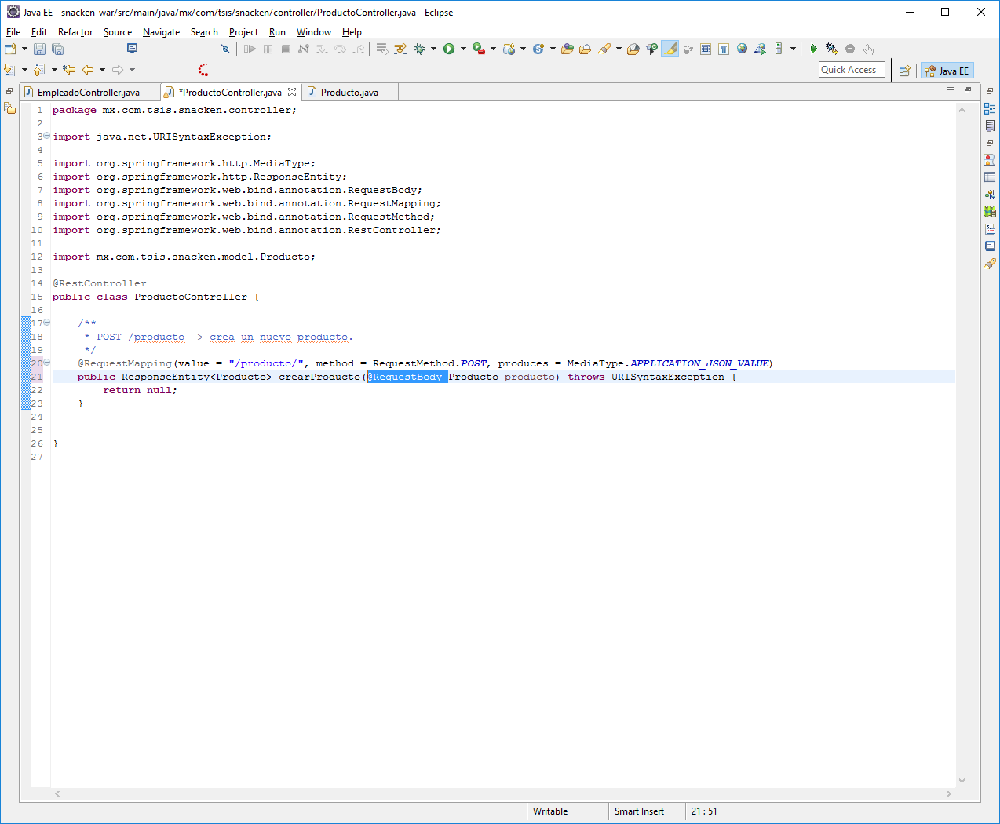 Java EE - snacken-war/src/main/java/mx/com/tsis/snacken/controller/ProductoController.java - Eclipse
File Edit Refactor Source Navigate Search Project Run Window Help
Quick Access
Java EE
EmpleadoController.java *ProductoController.java Producto.java
1 package mx.com.tsis.snacken.controller;
2
3 import java.net.URISyntaxException;
4
5 import org.springframework.http.MediaType;
6 import org.springframework.http.ResponseEntity;
7 import org.springframework.web.bind.annotation.RequestBody;
8 import org.springframework.web.bind.annotation.RequestMapping;
9 import org.springframework.web.bind.annotation.RequestMethod;
10 import org.springframework.web.bind.annotation.RestController;
11
12 import mx.com.tsis.snacken.model.Producto;
13
14 @RestController
15 public class ProductoController {
16
17 /**
18 * POST /producto -> crea un nuevo producto.
19 */
20 @RequestMapping(value = "/producto/", method = RequestMethod.POST, produces = MediaType.APPLICATION_JSON_VALUE)
21 public ResponseEntity<Producto> crearProducto(@RequestBody Producto producto) throws URISyntaxException {
22 return null;
23 }
24
25
26 }
27
Writable Smart Insert 21 : 51